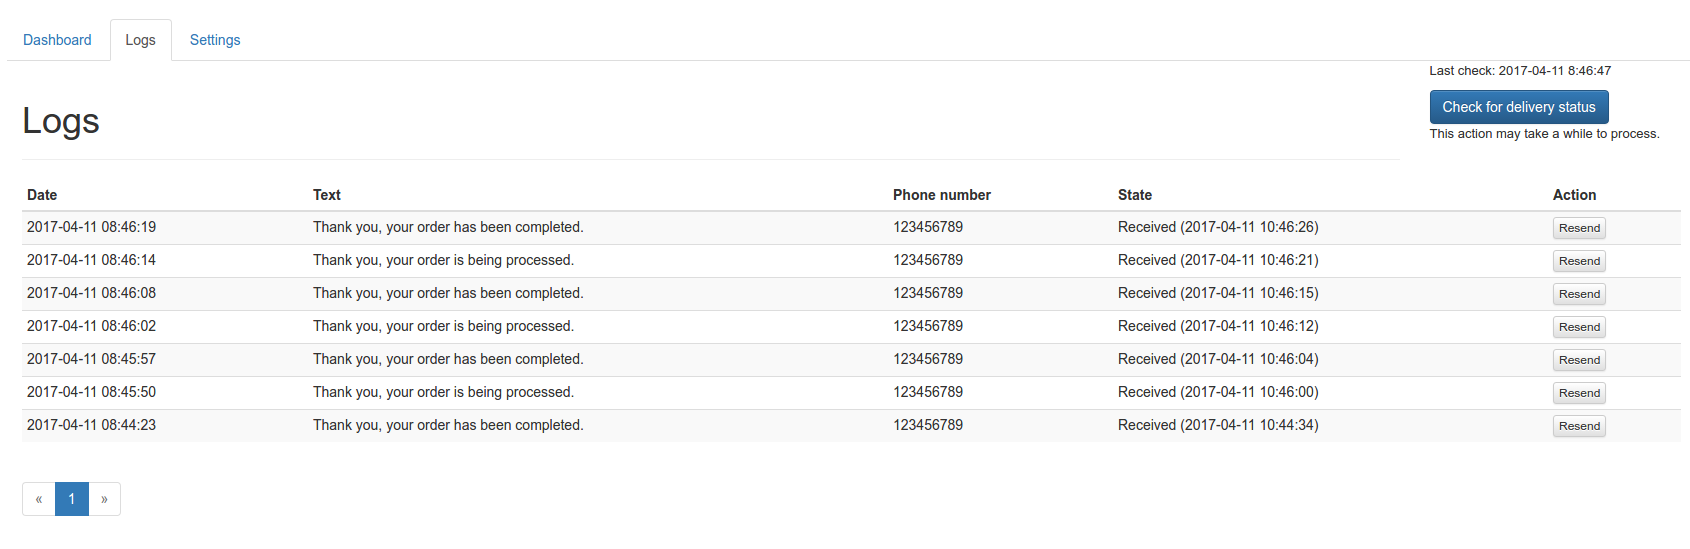 Dashboard Logs Settings
Last check: 2017-04-11 8:46:47
Check for delivery status
This action may take a while to process.
Logs
Date Text Phone number State Action
2017-04-11 08:46:19 Thank you, your order has been completed. 123456789 Received (2017-04-11 10:46:26) Resend
2017-04-11 08:46:14 Thank you, your order is being processed. 123456789 Received (2017-04-11 10:46:21) Resend
2017-04-11 08:46:08 Thank you, your order has been completed. 123456789 Received (2017-04-11 10:46:15) Resend
2017-04-11 08:46:02 Thank you, your order is being processed. 123456789 Received (2017-04-11 10:46:12) Resend
2017-04-11 08:45:57 Thank you, your order has been completed. 123456789 Received (2017-04-11 10:46:04) Resend
2017-04-11 08:45:50 Thank you, your order is being processed. 123456789 Received (2017-04-11 10:46:00) Resend
2017-04-11 08:44:23 Thank you, your order has been completed. 123456789 Received (2017-04-11 10:44:34) Resend
« 1 »